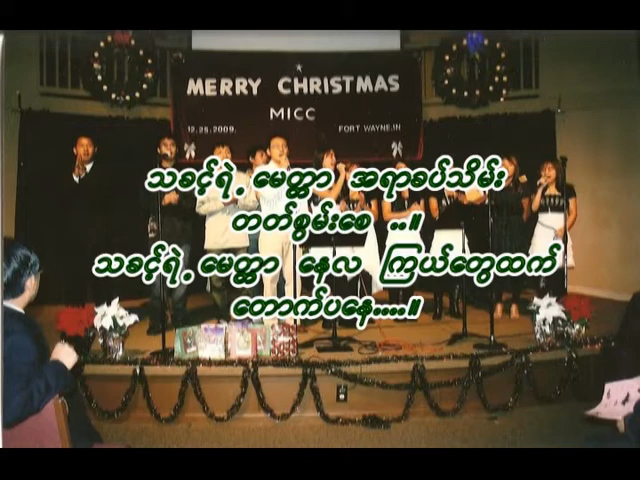 MERRY CHRISTMAS
MICC
12.25.2009.
FORT WAYNE,IN
သခင့်ရဲ့ မေတ္တာ အရာခပ်သိမ်း
တတ်စွမ်းစေ ..။
သခင့်ရဲ့ မေတ္တာ နေလ ကြယ်တွေထက်
တောက်ပနေ....။